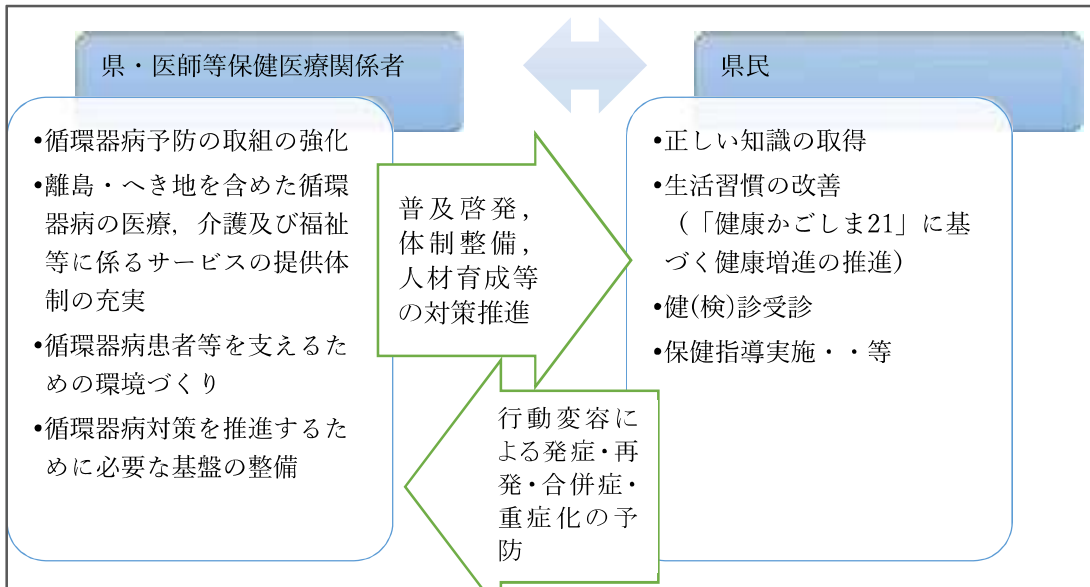 県・医師等保健医療関係者
•循環器病予防の取組の強化
•離島・へき地を含めた循環
器病の医療，介護及び福祉
等に係るサービスの提供体
制の充実
•循環器病患者等を支えるた
めの環境づくり
•循環器病対策を推進するた
めに必要な基盤の整備
普及啓発，
体制整備，
人材育成等
の対策推進
行動変容に
よる発症・再
発・合併症・
重症化の予
防
県民
•正しい知識の取得
•生活習慣の改善
（「健康かごしま21」に基
づく健康増進の推進）
•健(検)診受診
•保健指導実施・・等